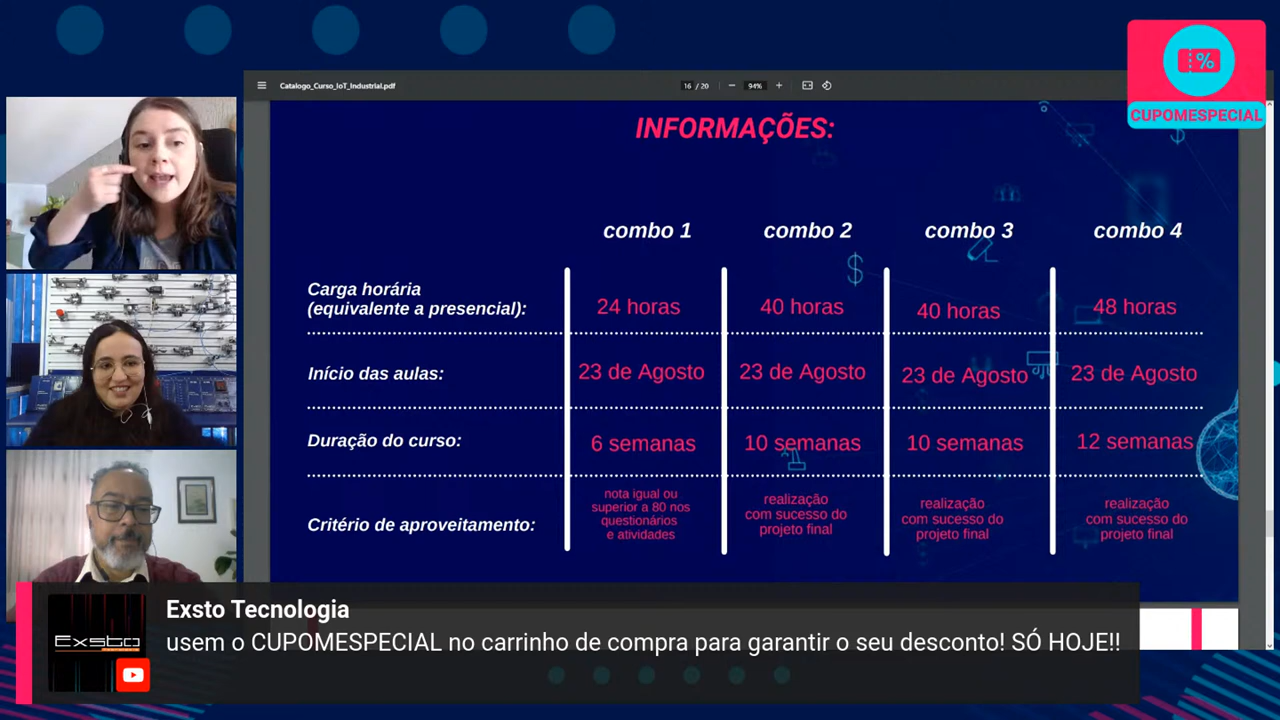 %
CUPOMESPECIAL
Catalogo_Curso_IoT_Industrial.pdf
16 / 20
94%
INFORMAÇÕES:
combo 1
combo 2
combo 3
combo 4
Carga horária
(equivalente a presencial):
24 horas
40 horas
40 horas
48 horas
Início das aulas:
23 de Agosto
23 de Agosto
23 de Agosto
23 de Agosto
Duração do curso:
6 semanas
10 semanas
10 semanas
12 semanas
Critério de aproveitamento:
nota igual ou
superior a 80 nos
questionários
e atividades
realização
com sucesso do
projeto final
realização
com sucesso do
projeto final
realização
com sucesso do
projeto final
Exsto
Exsto Tecnologia
usem o CUPOMESPECIAL no carrinho de compra para garantir o seu desconto! SÓ HOJE!!